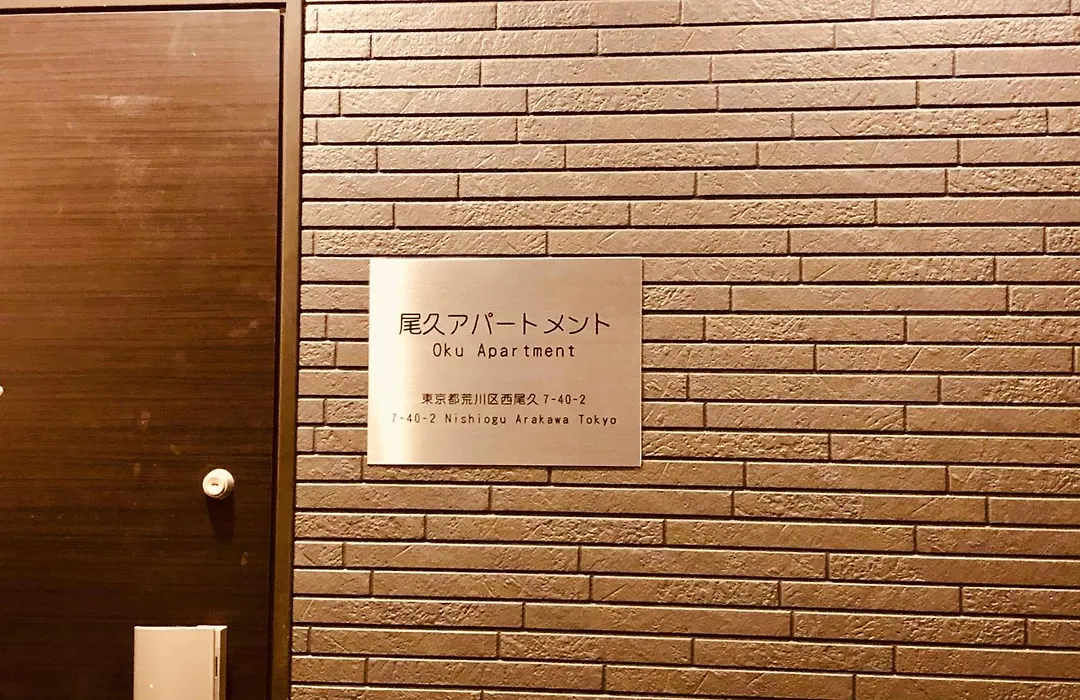 尾久アパートメント
Oku Apartment
東京都荒川区西尾久 7-40-2
7-40-2 Nishiogu Arakawa Tokyo